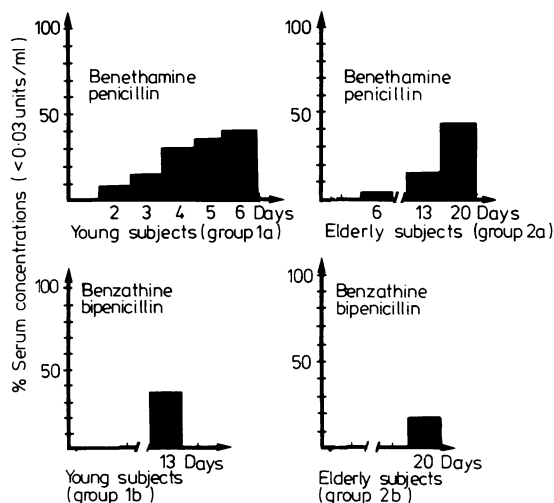 % Serum concentrations (<0·03 units/ml)
100
50
Benethamine
penicillin
2 3 4 5 6 Days
Young subjects (group 1a)
100
50
Benethamine
penicillin
6 13 20 Days
Elderly subjects (group 2a)
100
50
Benzathine
bipenicillin
13 Days
Young subjects
(group 1b)
100
50
Benzathine
bipenicillin
20 Days
Elderly subjects
(group 2b)